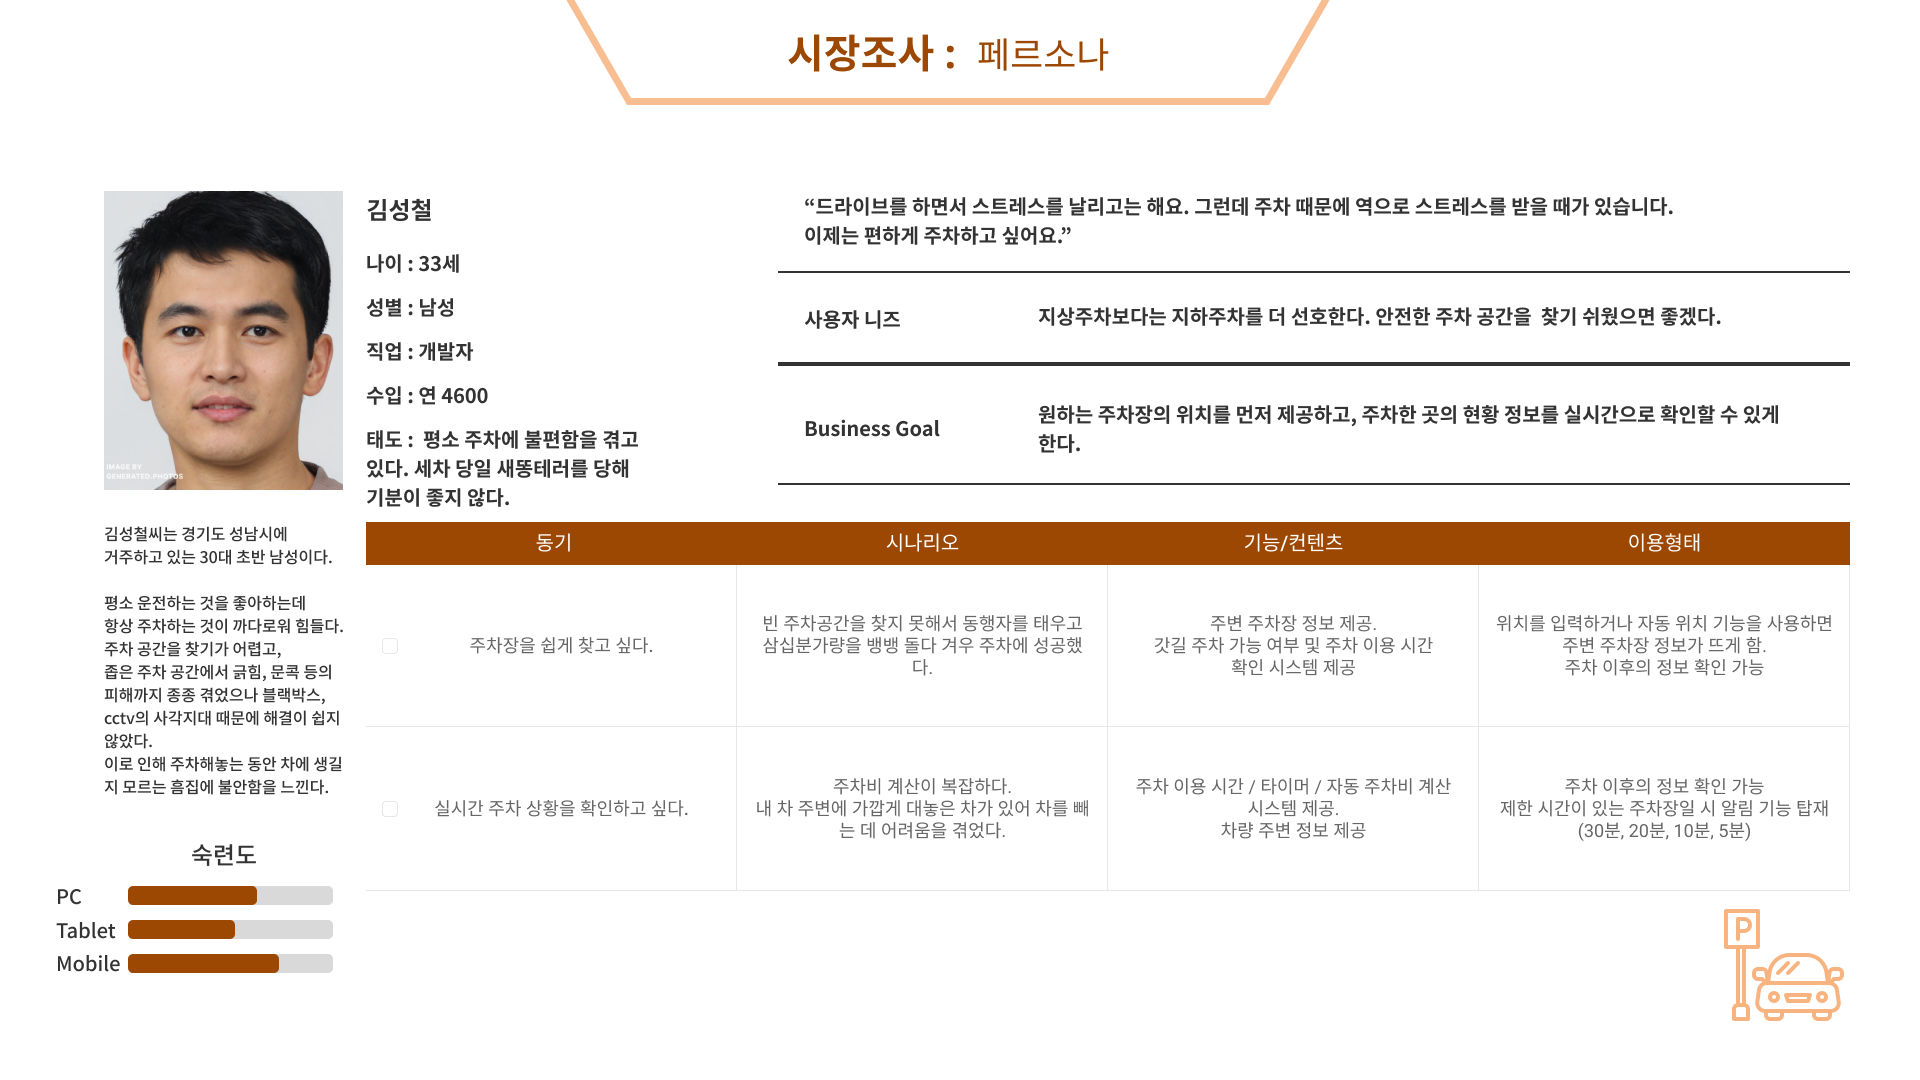 시장조사 : 페르소나
IMAGE BY
GENERATED.PHOTOS
김성철
나이 : 33세
성별 : 남성
직업 : 개발자
수입 : 연 4600
태도 : 평소 주차에 불편함을 겪고
있다. 세차 당일 새똥테러를 당해
기분이 좋지 않다.
“드라이브를 하면서 스트레스를 날리고는 해요. 그런데 주차 때문에 역으로 스트레스를 받을 때가 있습니다.
이제는 편하게 주차하고 싶어요.”
사용자 니즈
지상주차보다는 지하주차를 더 선호한다. 안전한 주차 공간을 찾기 쉬웠으면 좋겠다.
Business Goal
원하는 주차장의 위치를 먼저 제공하고, 주차한 곳의 현황 정보를 실시간으로 확인할 수 있게
한다.
김성철씨는 경기도 성남시에
거주하고 있는 30대 초반 남성이다.
평소 운전하는 것을 좋아하는데
항상 주차하는 것이 까다로워 힘들다.
주차 공간을 찾기가 어렵고,
좁은 주차 공간에서 긁힘, 문콕 등의
피해까지 종종 겪었으나 블랙박스,
cctv의 사각지대 때문에 해결이 쉽지
않았다.
이로 인해 주차해놓는 동안 차에 생길
지 모르는 흠집에 불안함을 느낀다.
숙련도
PC
Tablet
Mobile
동기
시나리오
기능/컨텐츠
이용형태
주차장을 쉽게 찾고 싶다.
빈 주차공간을 찾지 못해서 동행자를 태우고
삼십분가량을 뱅뱅 돌다 겨우 주차에 성공했
다.
주변 주차장 정보 제공.
갓길 주차 가능 여부 및 주차 이용 시간
확인 시스템 제공
위치를 입력하거나 자동 위치 기능을 사용하면
주변 주차장 정보가 뜨게 함.
주차 이후의 정보 확인 가능
실시간 주차 상황을 확인하고 싶다.
주차비 계산이 복잡하다.
내 차 주변에 가깝게 대놓은 차가 있어 차를 빼
는 데 어려움을 겪었다.
주차 이용 시간 / 타이머 / 자동 주차비 계산
시스템 제공.
차량 주변 정보 제공
주차 이후의 정보 확인 가능
제한 시간이 있는 주차장일 시 알림 기능 탑재
(30분, 20분, 10분, 5분)
P